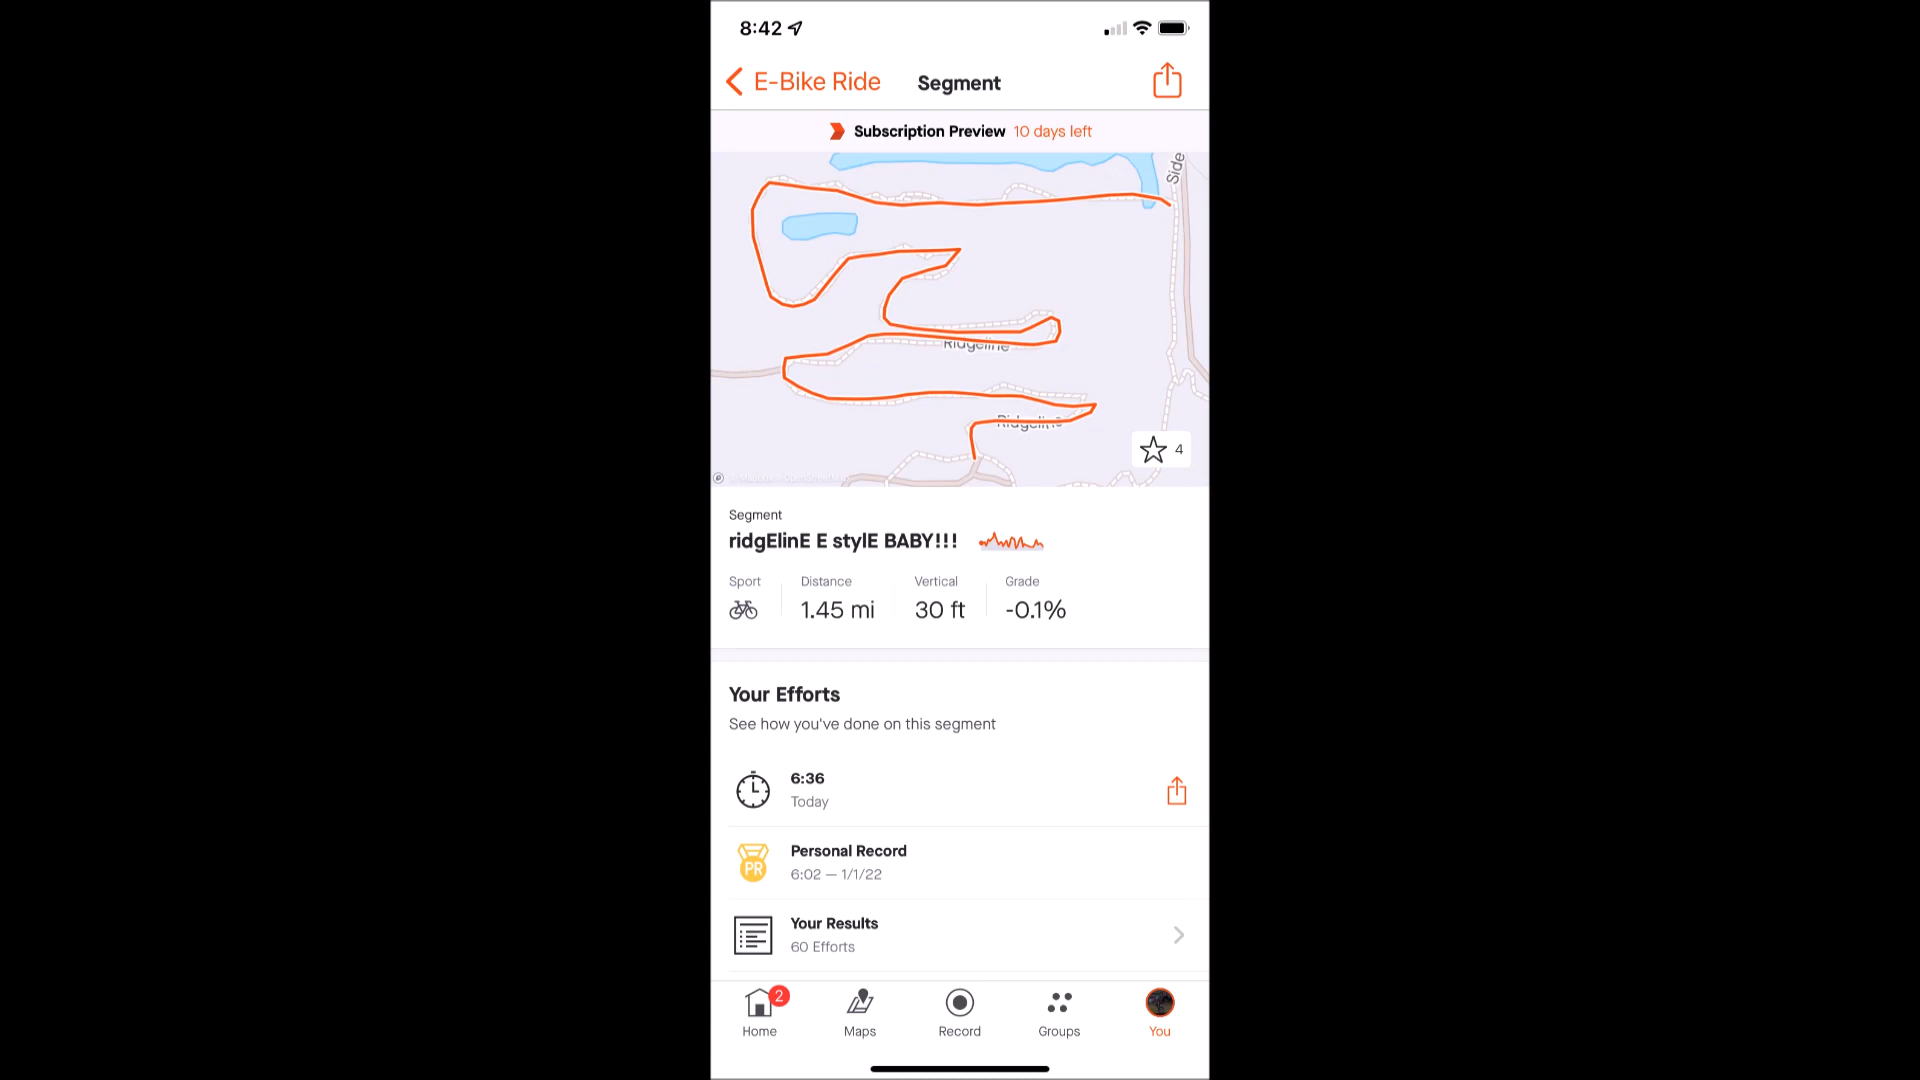 8:42
E-Bike Ride
Segment
Subscription Preview 10 days left
Side
Ridgeline
Ridgeline
4
Segment
ridgElinE E stylE BABY!!!
Sport
Distance
1.45 mi
Vertical
30 ft
Grade
-0.1%
Your Efforts
See how you've done on this segment
6:36
Today
PR
Personal Record
6:02 — 1/1/22
Your Results
60 Efforts
2
Home
Maps
Record
Groups
You